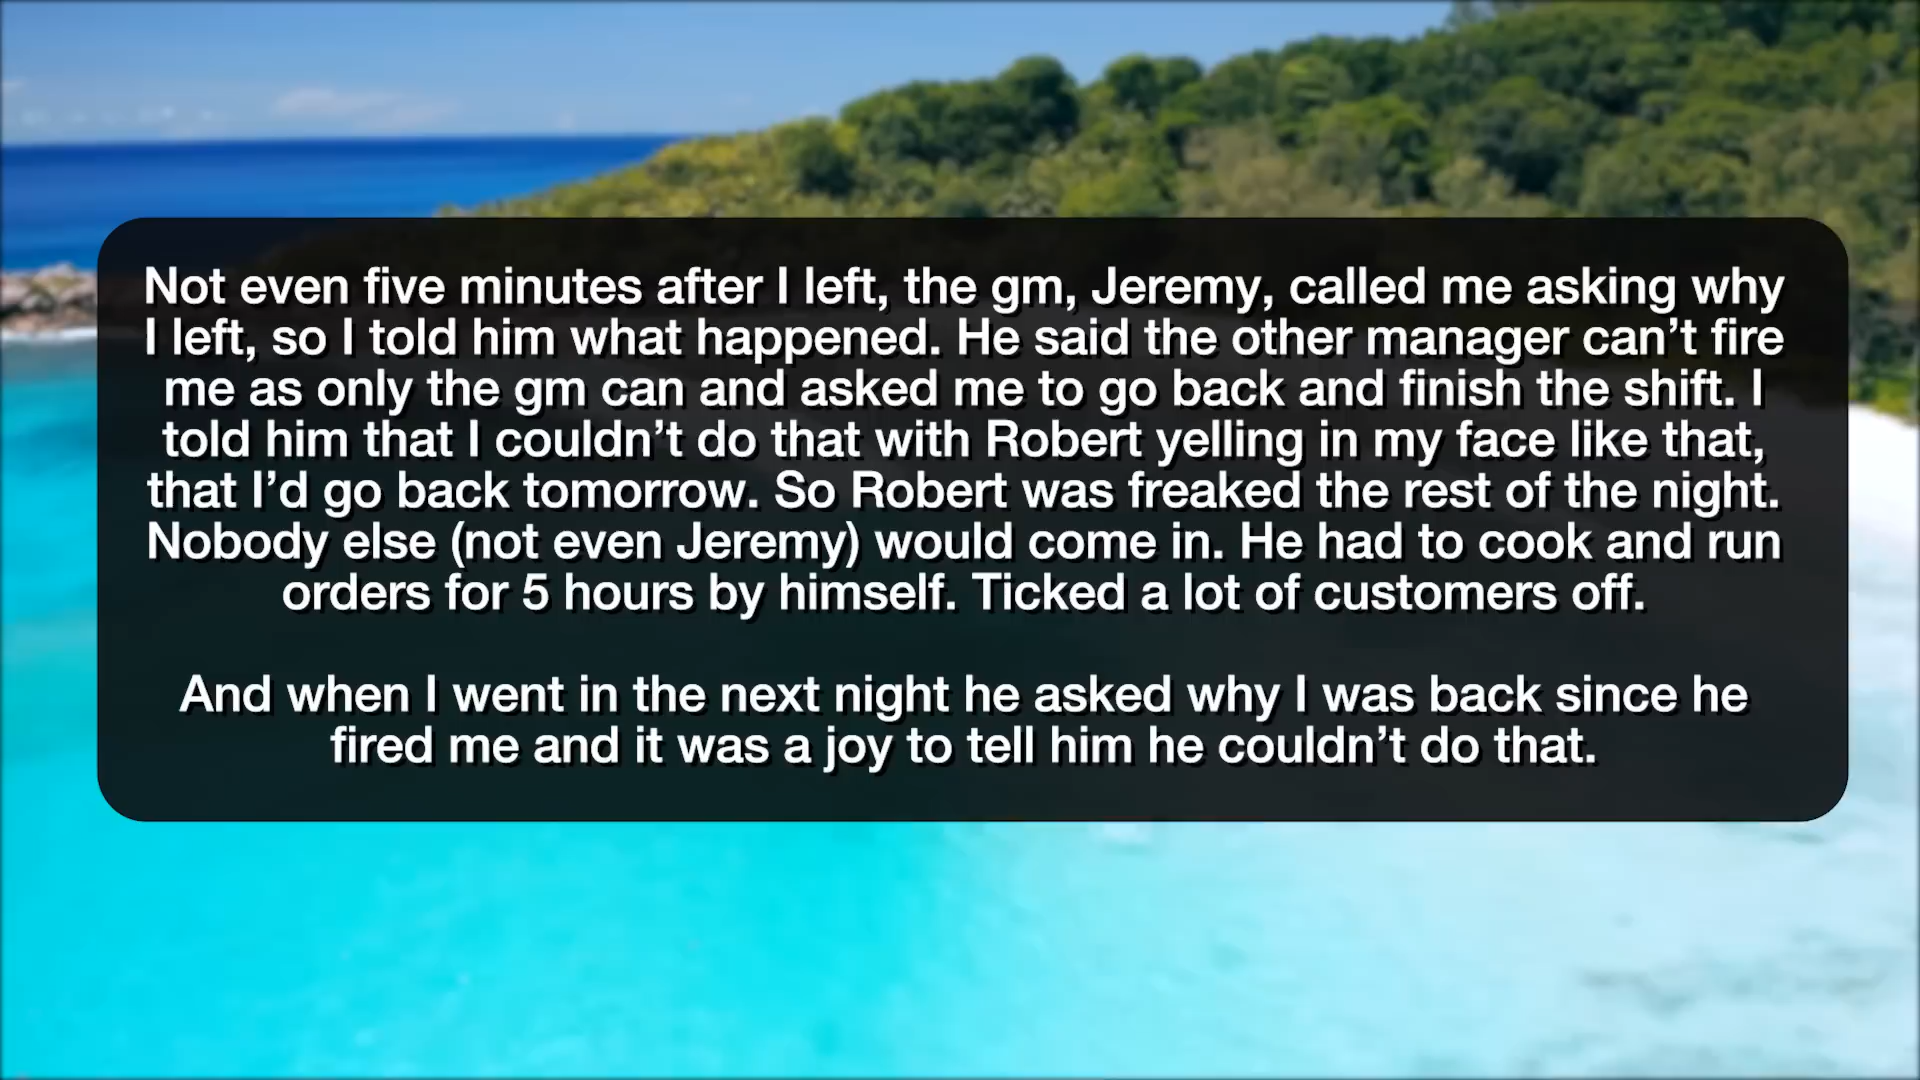 Not even five minutes after I left, the gm, Jeremy, called me asking why
I left, so I told him what happened. He said the other manager can’t fire
me as only the gm can and asked me to go back and finish the shift. I
told him that I couldn’t do that with Robert yelling in my face like that,
that I’d go back tomorrow. So Robert was freaked the rest of the night.
Nobody else (not even Jeremy) would come in. He had to cook and run
orders for 5 hours by himself. Ticked a lot of customers off.
And when I went in the next night he asked why I was back since he
fired me and it was a joy to tell him he couldn’t do that.